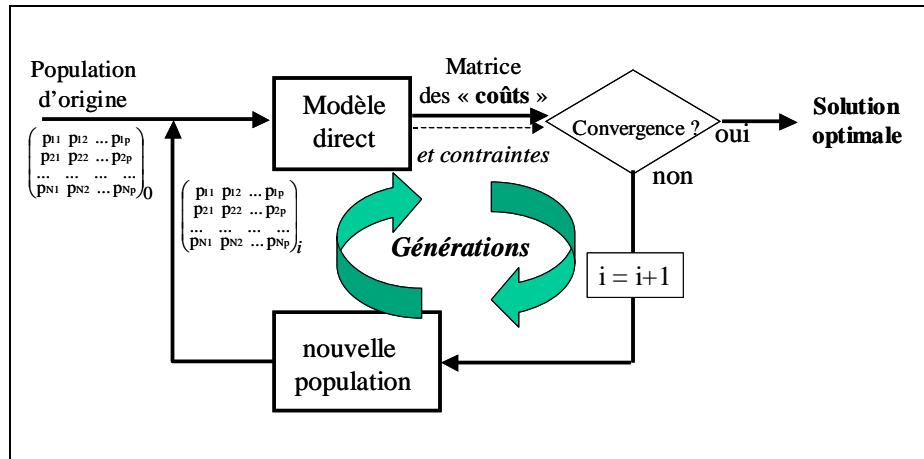 Population
d'origine
p11 p12 ... p1p
p21 p22 ... p2p
... ... ... ...
pN1 pN2 ... pNp
0
Modèle
direct
Matrice
des « coûts »
et contraintes
Convergence ?
oui
Solution
optimale
non
p11 p12 ... p1p
p21 p22 ... p2p
... ... ... ...
pN1 pN2 ... pNp
i
Générations
i = i+1
nouvelle
population